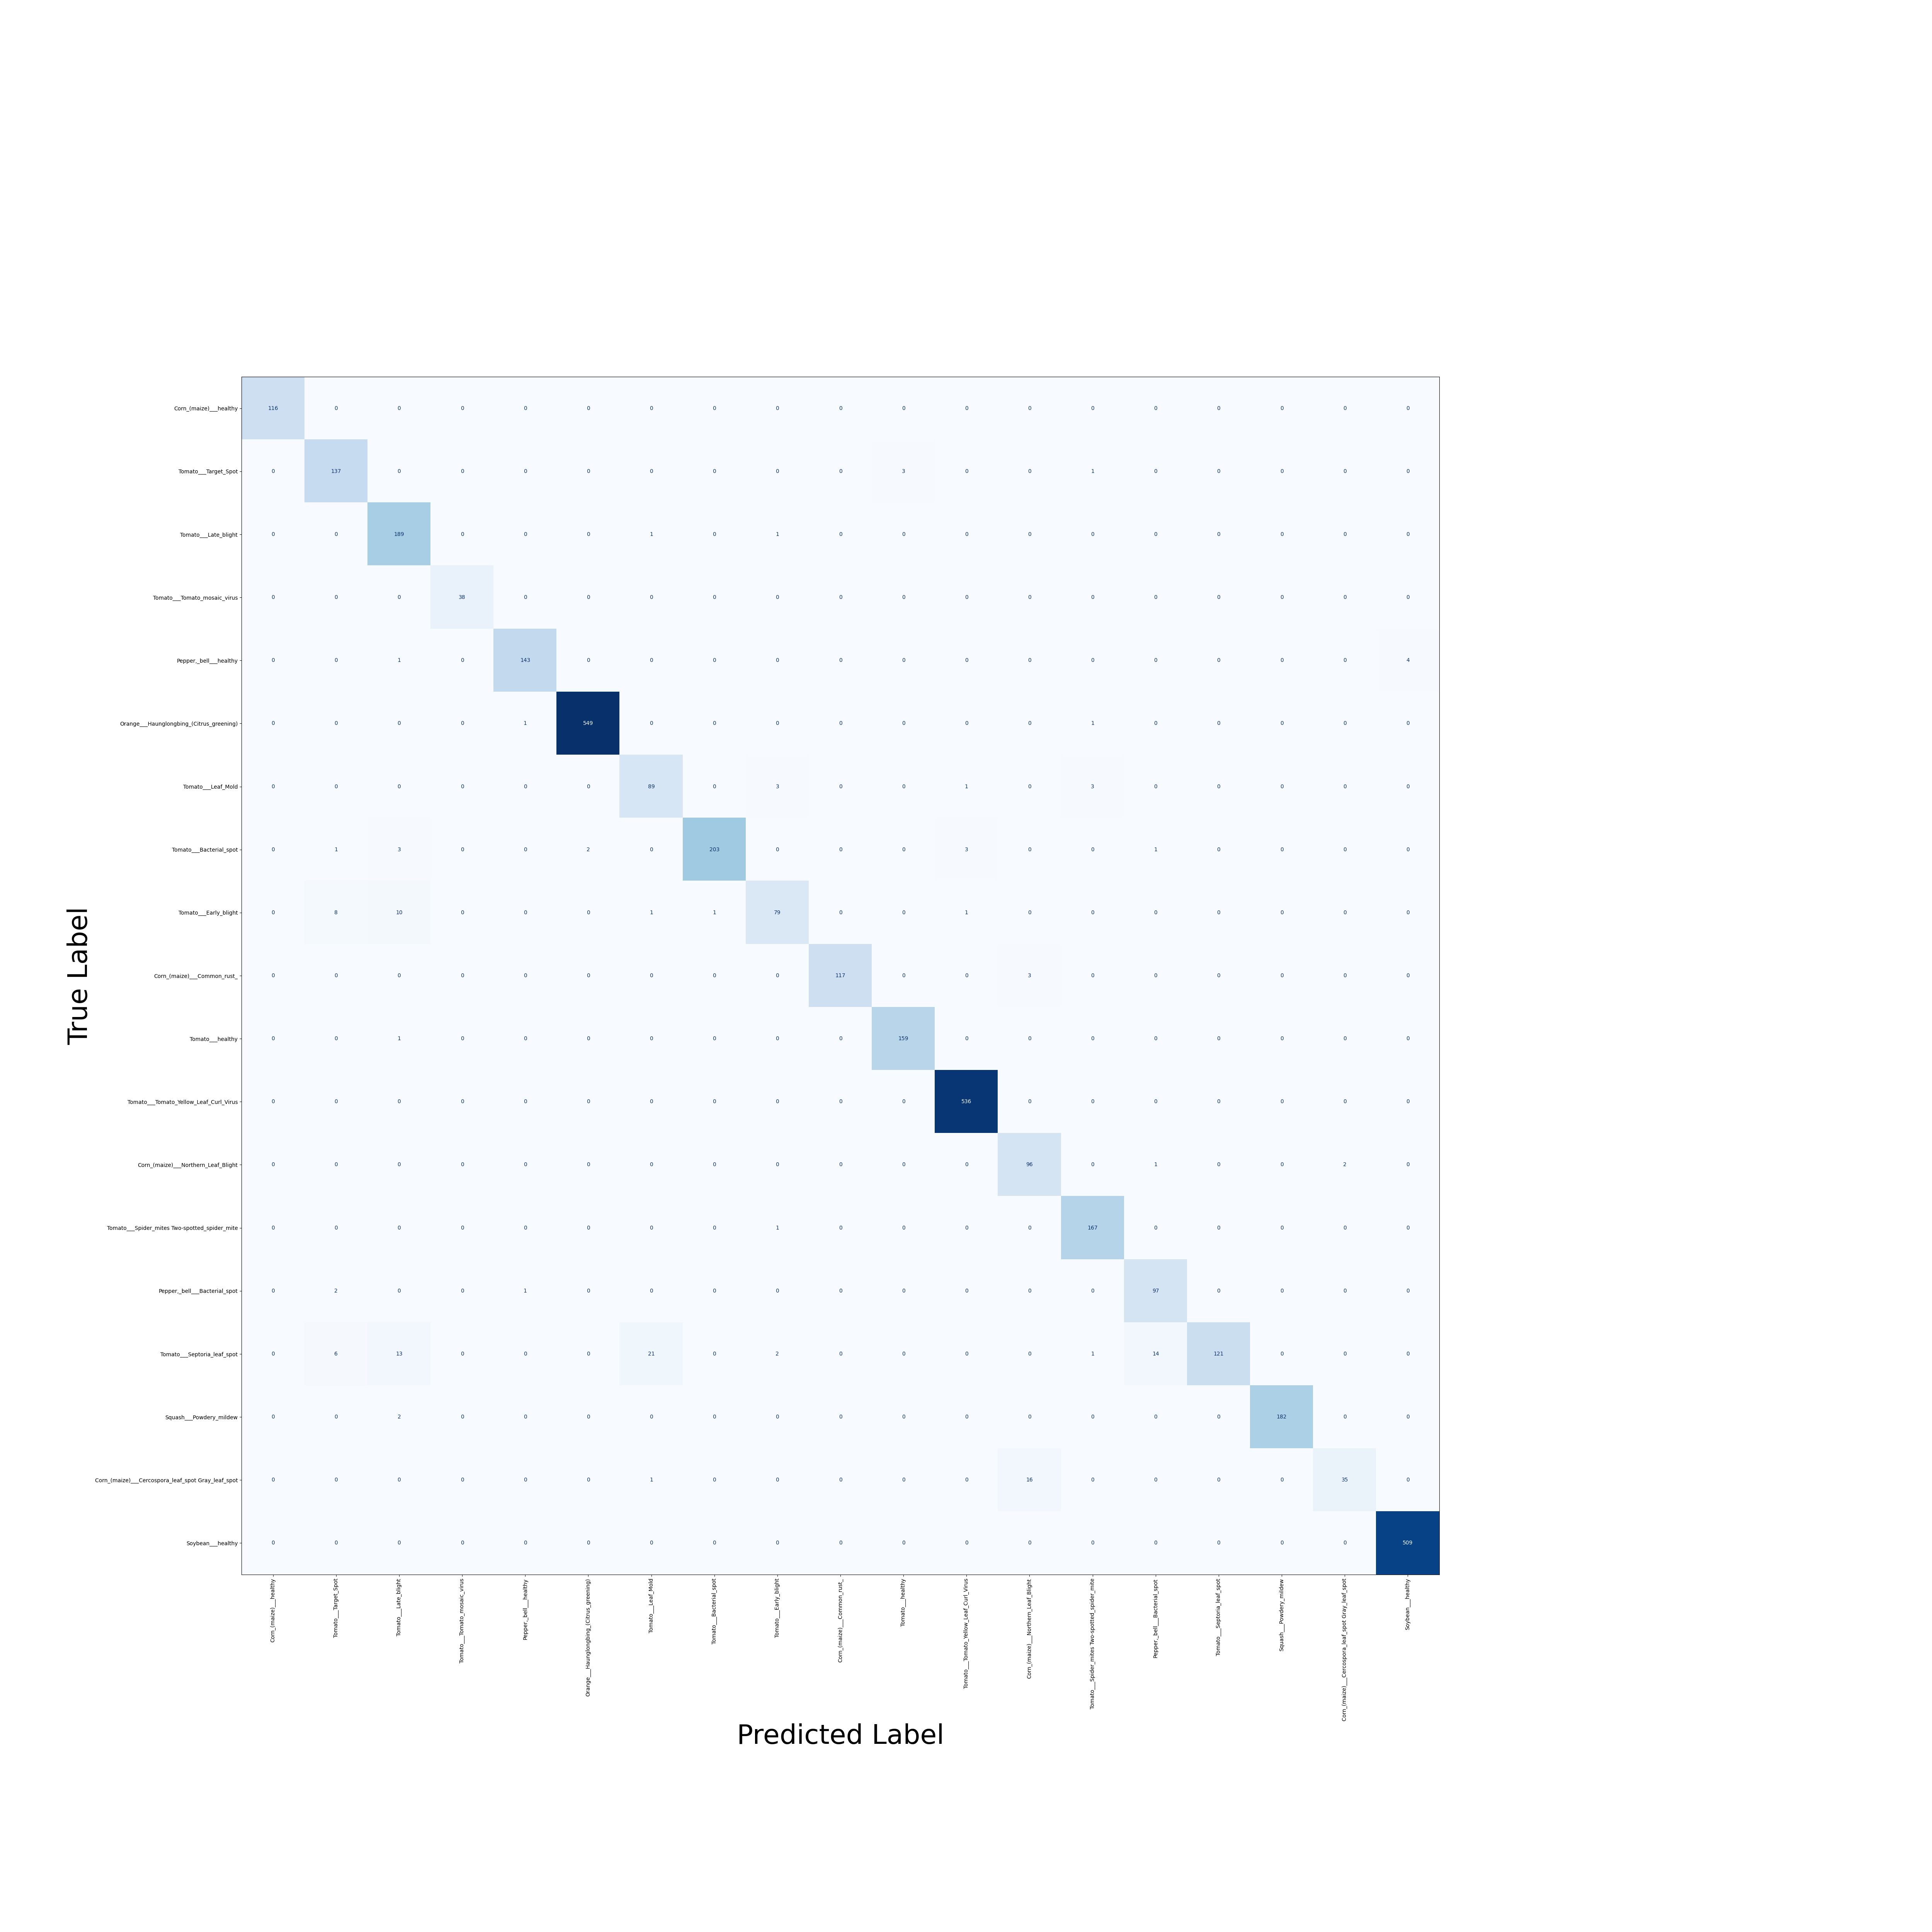 Corn_(maize)___healthy 116 0 0 0 0 0 0 0 0 0 0 0 0 0 0 0 0 0 0
Tomato___Target_Spot 0 137 0 0 0 0 0 0 0 0 3 0 0 1 0 0 0 0 0
Tomato___Late_blight 0 0 189 0 0 0 1 0 1 0 0 0 0 0 0 0 0 0 0
Tomato___Tomato_mosaic_virus 0 0 0 38 0 0 0 0 0 0 0 0 0 0 0 0 0 0 0
Pepper,_bell___healthy 0 0 1 0 143 0 0 0 0 0 0 0 0 0 0 0 0 0 4
Orange___Haunglongbing_(Citrus_greening) 0 0 0 0 1 549 0 0 0 0 0 0 0 1 0 0 0 0 0
Tomato___Leaf_Mold 0 0 0 0 0 0 89 0 3 0 0 1 0 3 0 0 0 0 0
Tomato___Bacterial_spot 0 1 3 0 0 2 0 203 0 0 0 3 0 0 1 0 0 0 0
Tomato___Early_blight 0 8 10 0 0 0 1 1 79 0 0 1 0 0 0 0 0 0 0
Corn_(maize)___Common_rust_ 0 0 0 0 0 0 0 0 0 117 0 0 3 0 0 0 0 0 0
Tomato___healthy 0 0 1 0 0 0 0 0 0 0 159 0 0 0 0 0 0 0 0
Tomato___Tomato_Yellow_Leaf_Curl_Virus 0 0 0 0 0 0 0 0 0 0 0 536 0 0 0 0 0 0 0
Corn_(maize)___Northern_Leaf_Blight 0 0 0 0 0 0 0 0 0 0 0 0 96 0 1 0 0 2 0
Tomato___Spider_mites Two-spotted_spider_mite 0 0 0 0 0 0 0 0 1 0 0 0 0 167 0 0 0 0 0
Pepper,_bell___Bacterial_spot 0 2 0 0 1 0 0 0 0 0 0 0 0 0 97 0 0 0 0
Tomato___Septoria_leaf_spot 0 6 13 0 0 0 21 0 2 0 0 0 0 1 14 121 0 0 0
Squash___Powdery_mildew 0 0 2 0 0 0 0 0 0 0 0 0 0 0 0 0 182 0 0
Corn_(maize)___Cercospora_leaf_spot Gray_leaf_spot 0 0 0 0 0 0 1 0 0 0 0 0 16 0 0 0 0 35 0
Soybean___healthy 0 0 0 0 0 0 0 0 0 0 0 0 0 0 0 0 0 0 509
True Label
Corn_(maize)___healthy
Tomato___Target_Spot
Tomato___Late_blight
Tomato___Tomato_mosaic_virus
Pepper,_bell___healthy
Orange___Haunglongbing_(Citrus_greening)
Tomato___Leaf_Mold
Tomato___Bacterial_spot
Tomato___Early_blight
Corn_(maize)___Common_rust_
Tomato___healthy
Tomato___Tomato_Yellow_Leaf_Curl_Virus
Corn_(maize)___Northern_Leaf_Blight
Tomato___Spider_mites Two-spotted_spider_mite
Pepper,_bell___Bacterial_spot
Tomato___Septoria_leaf_spot
Squash___Powdery_mildew
Corn_(maize)___Cercospora_leaf_spot Gray_leaf_spot
Soybean___healthy
Predicted Label